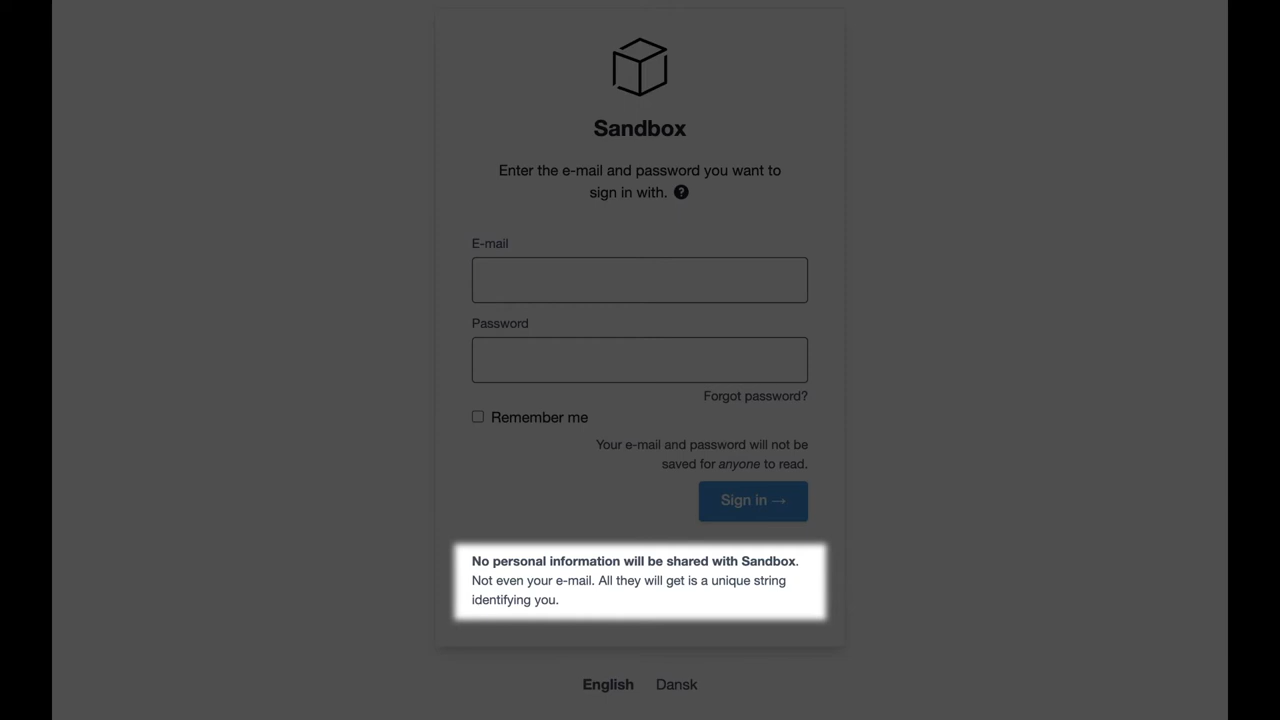 Sandbox
Enter the e-mail and password you want to
sign in with. ?
E-mail
Password
Forgot password?
Remember me
Your e-mail and password will not be
saved for anyone to read.
Sign in →
No personal information will be shared with Sandbox.
Not even your e-mail. All they will get is a unique string
identifying you.
English Dansk